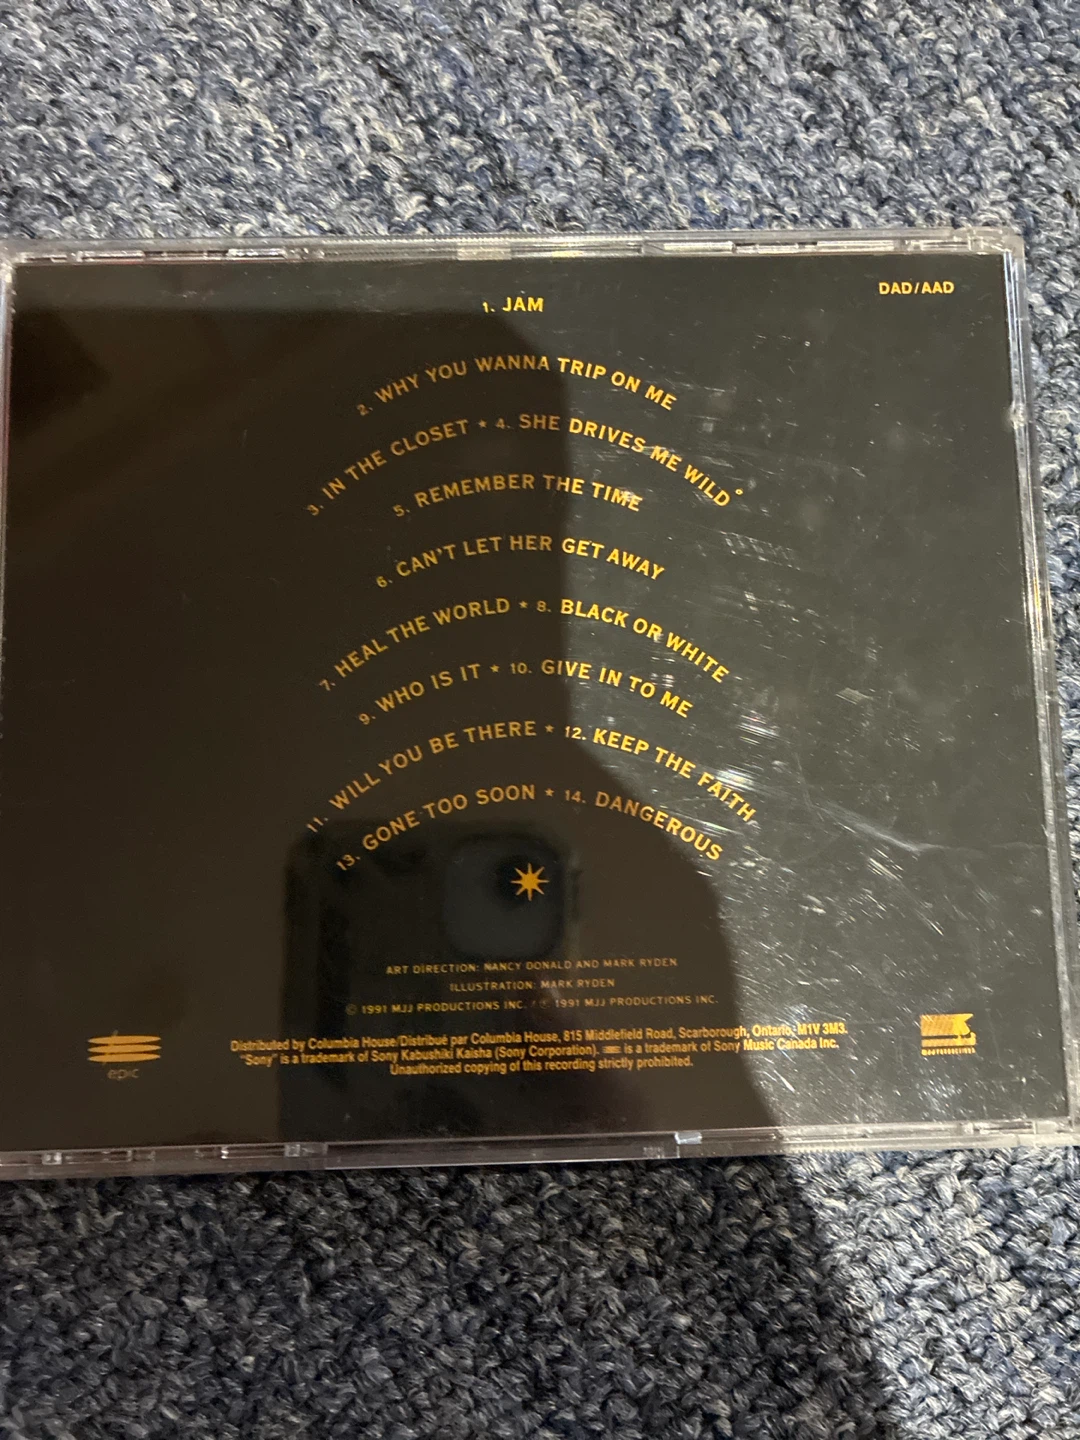 DAD/AAD
1. JAM
2. WHY YOU WANNA TRIP ON ME
3. IN THE CLOSET * 4. SHE DRIVES ME WILD°
5. REMEMBER THE TIME
6. CAN'T LET HER GET AWAY
7. HEAL THE WORLD * 8. BLACK OR WHITE
9. WHO IS IT * 10. GIVE IN TO ME
11. WILL YOU BE THERE * 12. KEEP THE FAITH
13. GONE TOO SOON * 14. DANGEROUS
ART DIRECTION: NANCY DONALD AND MARK RYDEN
ILLUSTRATION: MARK RYDEN
© 1991 MJJ PRODUCTIONS INC. / ℗ 1991 MJJ PRODUCTIONS INC.
Distributed by Columbia House/Distribué par Columbia House, 815 Middlefield Road, Scarborough, Ontario, M1V 3M3.
"Sony" is a trademark of Sony Kabushiki Kaisha (Sony Corporation). is a trademark of Sony Music Canada Inc.
Unauthorized copying of this recording strictly prohibited.
epic